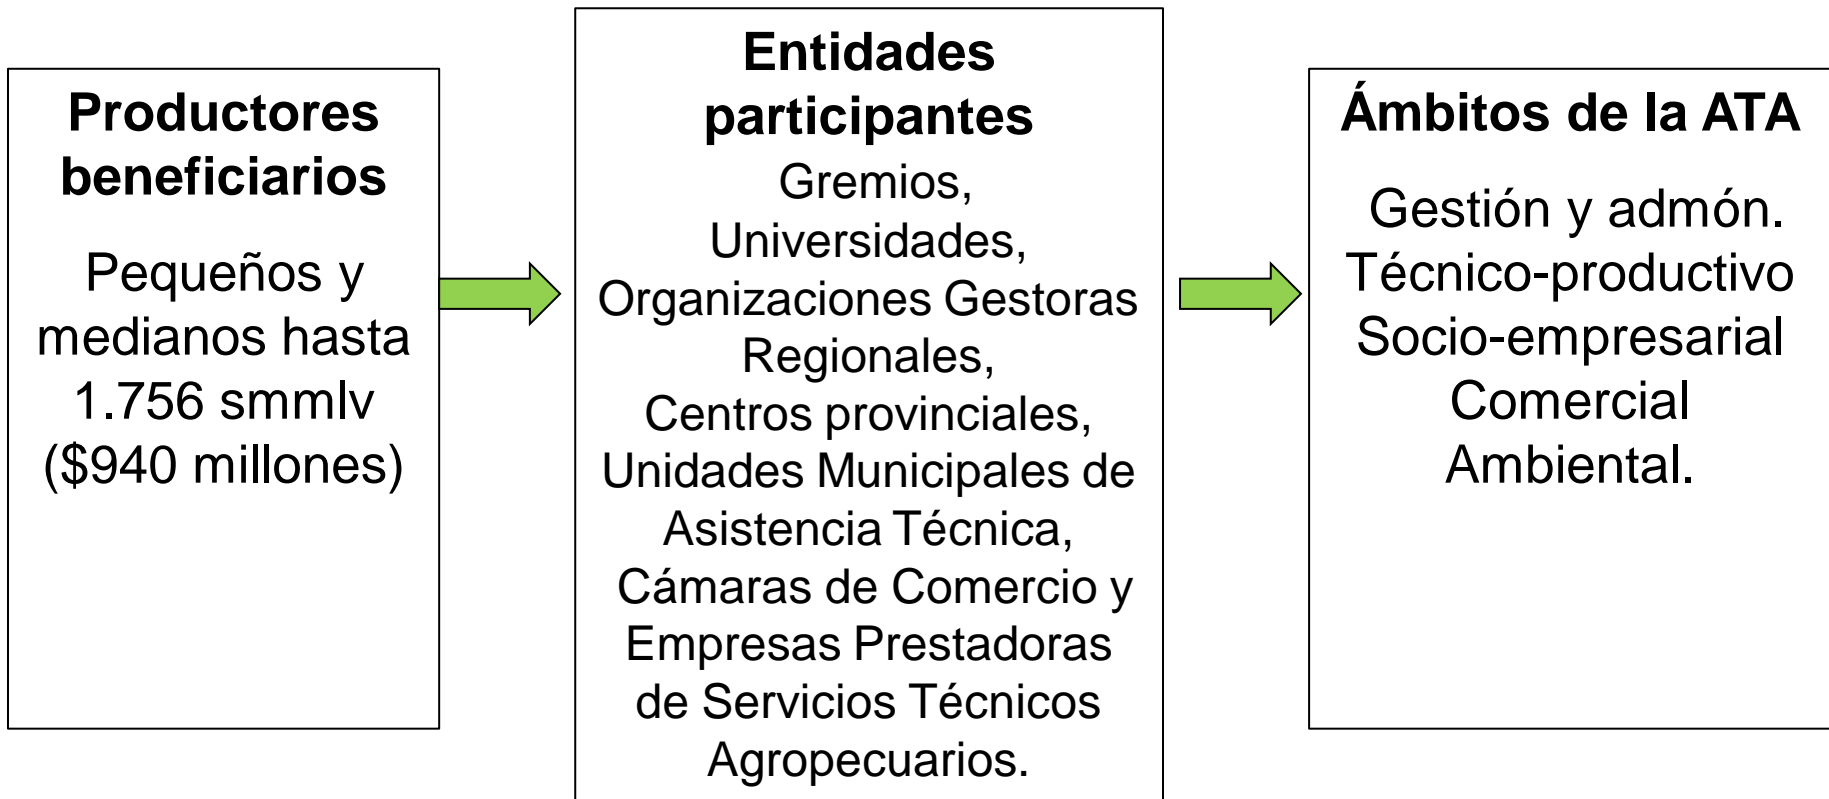 Productores
beneficiarios
Pequeños y
medianos hasta
1.756 smmlv
($940 millones)
Entidades
participantes
Gremios,
Universidades,
Organizaciones Gestoras
Regionales,
Centros provinciales,
Unidades Municipales de
Asistencia Técnica,
Cámaras de Comercio y
Empresas Prestadoras
de Servicios Técnicos
Agropecuarios.
Ámbitos de la ATA
Gestión y admón.
Técnico-productivo
Socio-empresarial
Comercial
Ambiental.